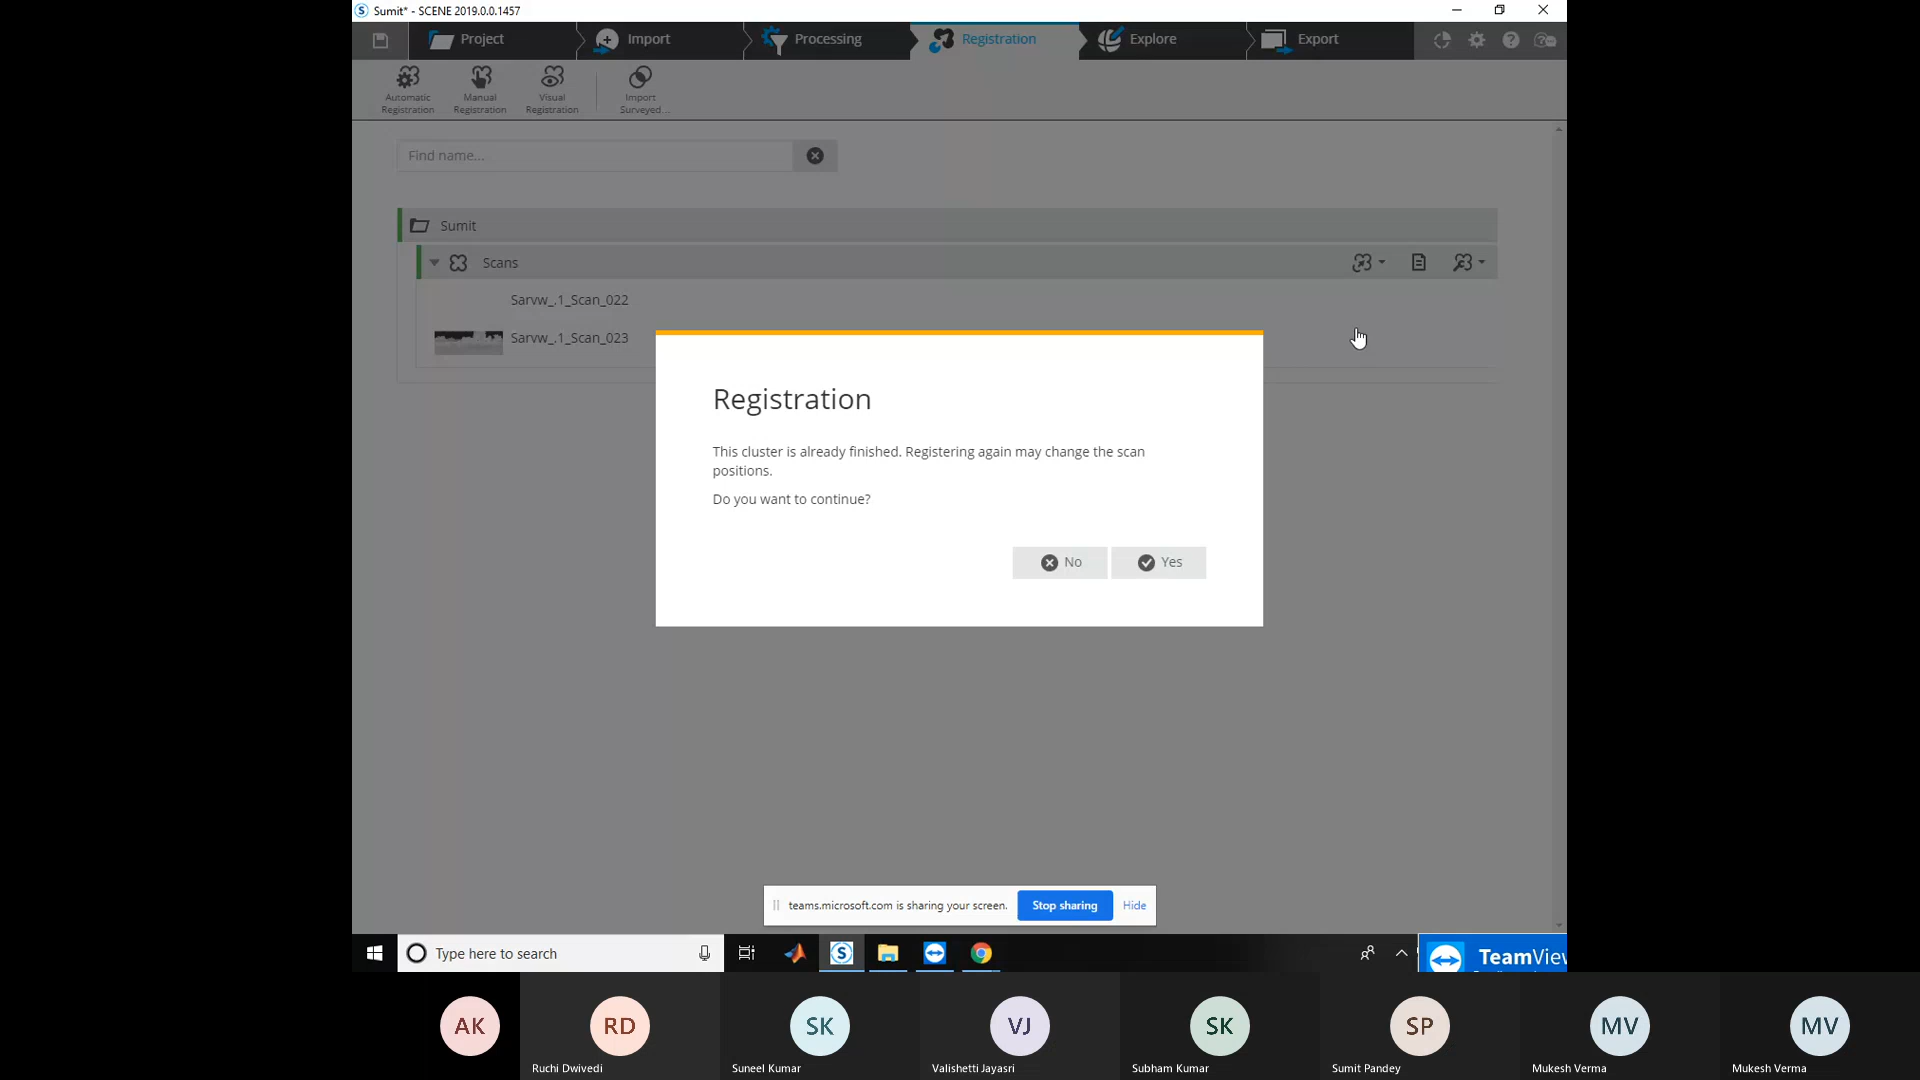 Sumit* - SCENE 2019.0.0.1457
Project
Import
Processing
Registration
Explore
Export
Automatic
Registration
Manual
Registration
Visual
Registration
Import
Surveyed...
Find name...
Sumit
Scans
Sarvw_.1_Scan_022
Sarvw_.1_Scan_023
Registration
This cluster is already finished. Registering again may change the scan
positions.
Do you want to continue?
No
Yes
teams.microsoft.com is sharing your screen.
Stop sharing
Hide
Type here to search
TeamView
AK
RD
SK
VJ
SK
SP
MV
MV
Ruchi Dwivedi
Suneel Kumar
Valishetti Jayasri
Subham Kumar
Sumit Pandey
Mukesh Verma
Mukesh Verma